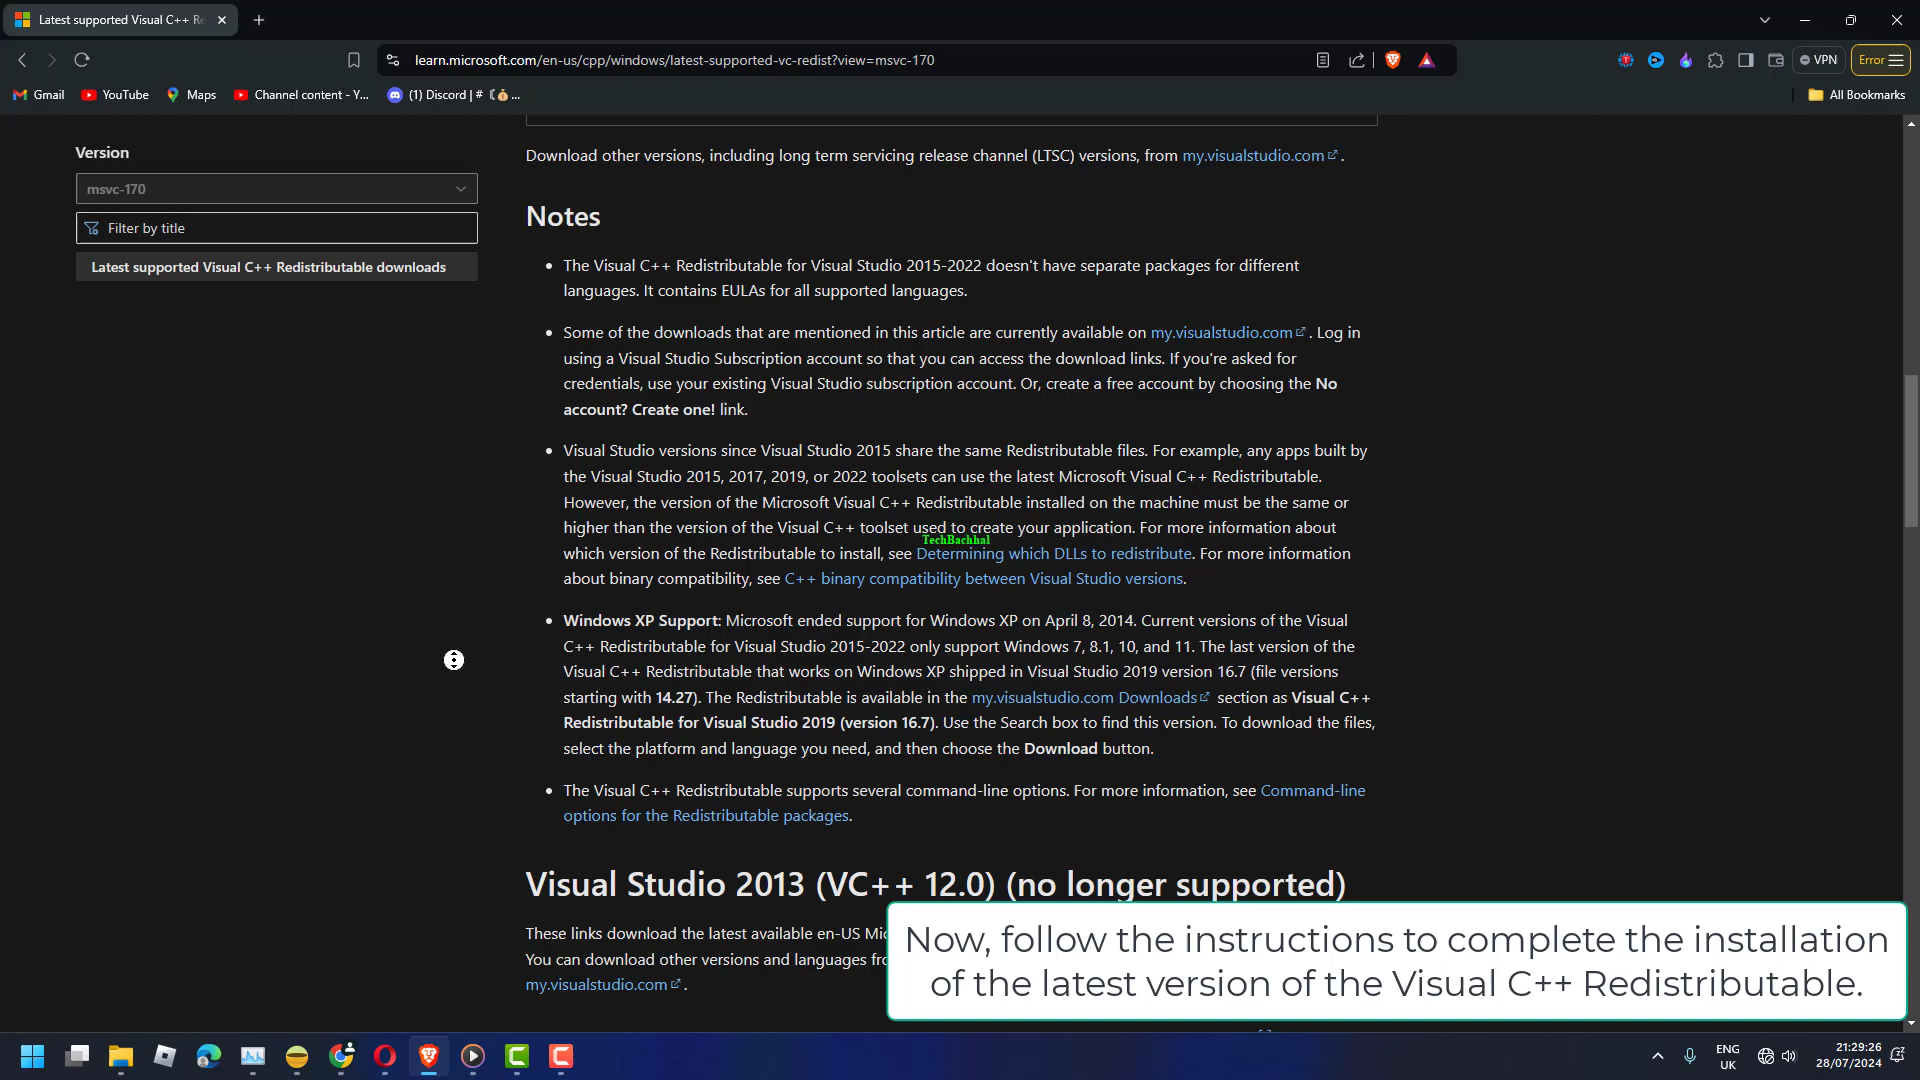 Latest supported Visual C++ Re
learn.microsoft.com/en-us/cpp/windows/latest-supported-vc-redist?view=msvc-170
VPN
Error
Gmail
YouTube
Maps
Channel content - Y...
(1) Discord | # ...
All Bookmarks
Version
msvc-170
Filter by title
Latest supported Visual C++ Redistributable downloads
Download other versions, including long term servicing release channel (LTSC) versions, from my.visualstudio.com.
Notes
• The Visual C++ Redistributable for Visual Studio 2015-2022 doesn't have separate packages for different
languages. It contains EULAs for all supported languages.
• Some of the downloads that are mentioned in this article are currently available on my.visualstudio.com. Log in
using a Visual Studio Subscription account so that you can access the download links. If you're asked for
credentials, use your existing Visual Studio subscription account. Or, create a free account by choosing the No
account? Create one! link.
• Visual Studio versions since Visual Studio 2015 share the same Redistributable files. For example, any apps built by
the Visual Studio 2015, 2017, 2019, or 2022 toolsets can use the latest Microsoft Visual C++ Redistributable.
However, the version of the Microsoft Visual C++ Redistributable installed on the machine must be the same or
higher than the version of the Visual C++ toolset used to create your application. For more information about
TechBachhal
which version of the Redistributable to install, see Determining which DLLs to redistribute. For more information
about binary compatibility, see C++ binary compatibility between Visual Studio versions.
• Windows XP Support: Microsoft ended support for Windows XP on April 8, 2014. Current versions of the Visual
C++ Redistributable for Visual Studio 2015-2022 only support Windows 7, 8.1, 10, and 11. The last version of the
Visual C++ Redistributable that works on Windows XP shipped in Visual Studio 2019 version 16.7 (file versions
starting with 14.27). The Redistributable is available in the my.visualstudio.com Downloads section as Visual C++
Redistributable for Visual Studio 2019 (version 16.7). Use the Search box to find this version. To download the files,
select the platform and language you need, and then choose the Download button.
• The Visual C++ Redistributable supports several command-line options. For more information, see Command-line
options for the Redistributable packages.
Visual Studio 2013 (VC++ 12.0) (no longer supported)
These links download the latest available en-US Mic
You can download other versions and languages fro
my.visualstudio.com.
Now, follow the instructions to complete the installation
of the latest version of the Visual C++ Redistributable.
ENG
UK
21:29:26
28/07/2024